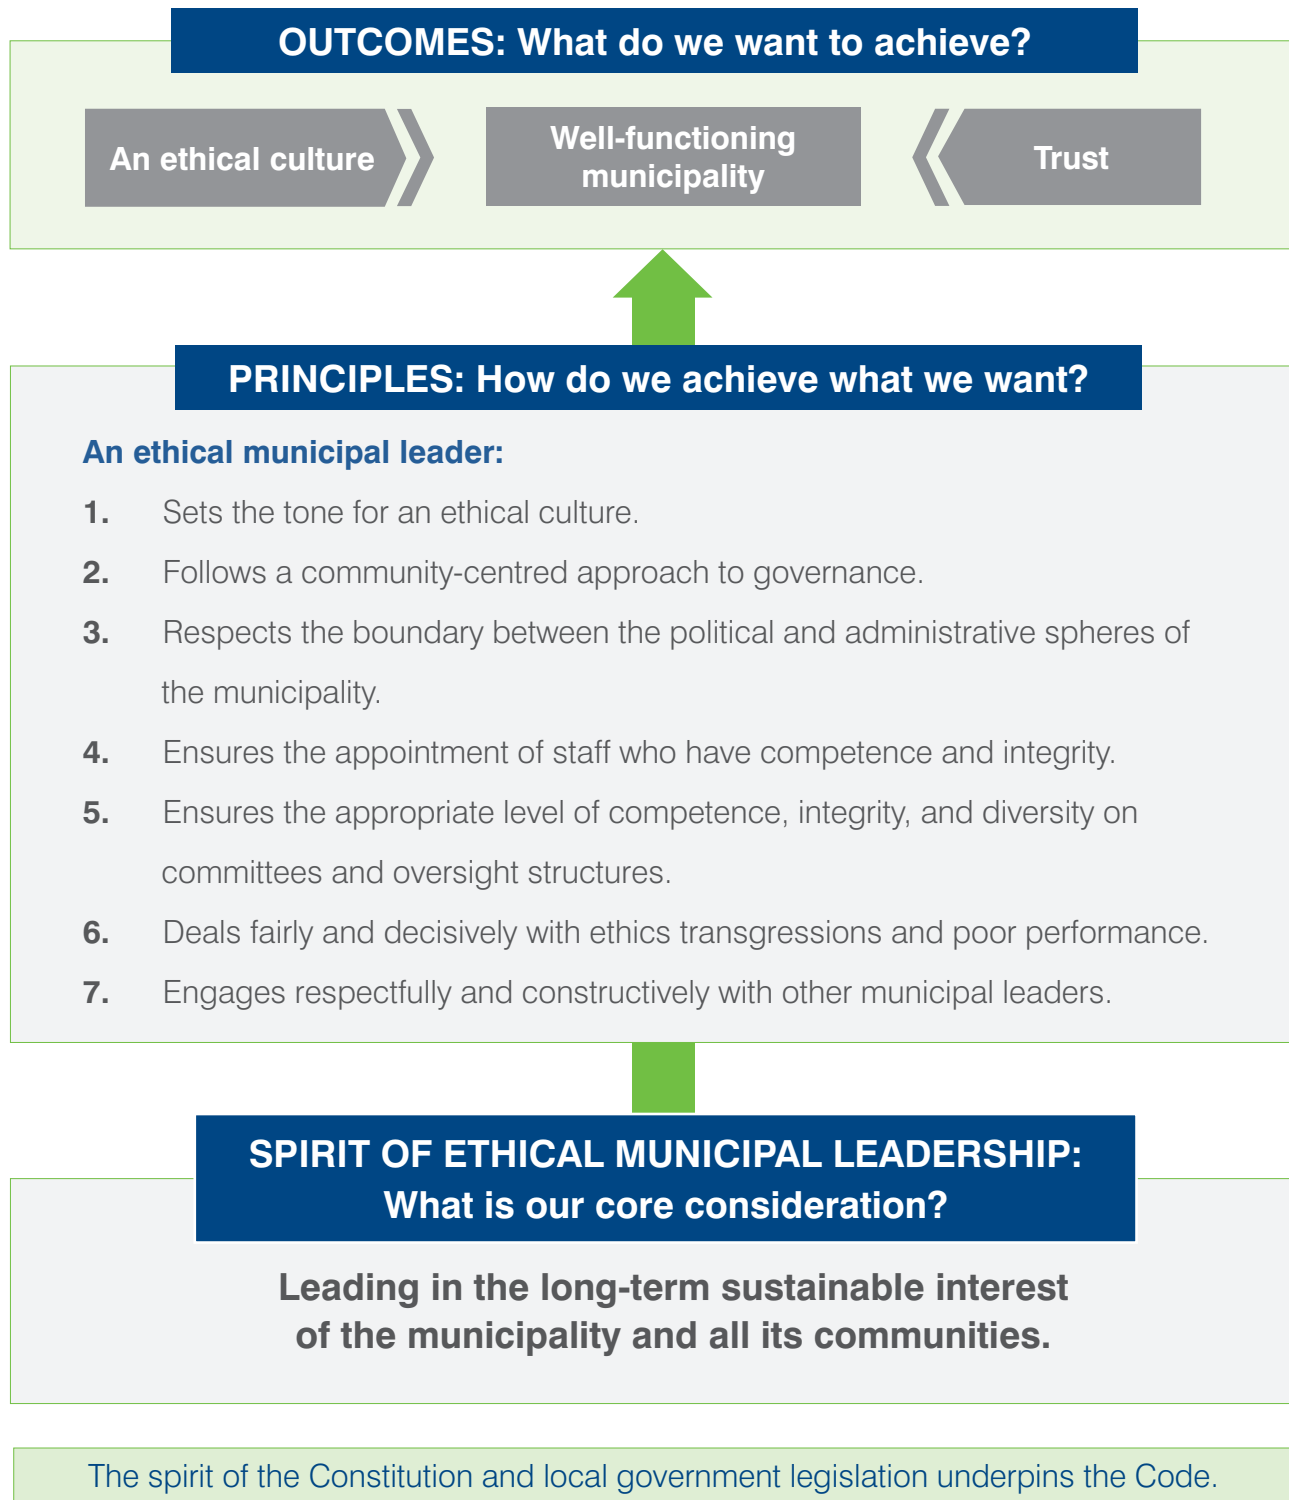 OUTCOMES: What do we want to achieve?
An ethical culture
Well-functioning
municipality
Trust
PRINCIPLES: How do we achieve what we want?
An ethical municipal leader:
1. Sets the tone for an ethical culture.
2. Follows a community-centred approach to governance.
3. Respects the boundary between the political and administrative spheres of
the municipality.
4. Ensures the appointment of staff who have competence and integrity.
5. Ensures the appropriate level of competence, integrity, and diversity on
committees and oversight structures.
6. Deals fairly and decisively with ethics transgressions and poor performance.
7. Engages respectfully and constructively with other municipal leaders.
SPIRIT OF ETHICAL MUNICIPAL LEADERSHIP:
What is our core consideration?
Leading in the long-term sustainable interest
of the municipality and all its communities.
The spirit of the Constitution and local government legislation underpins the Code.